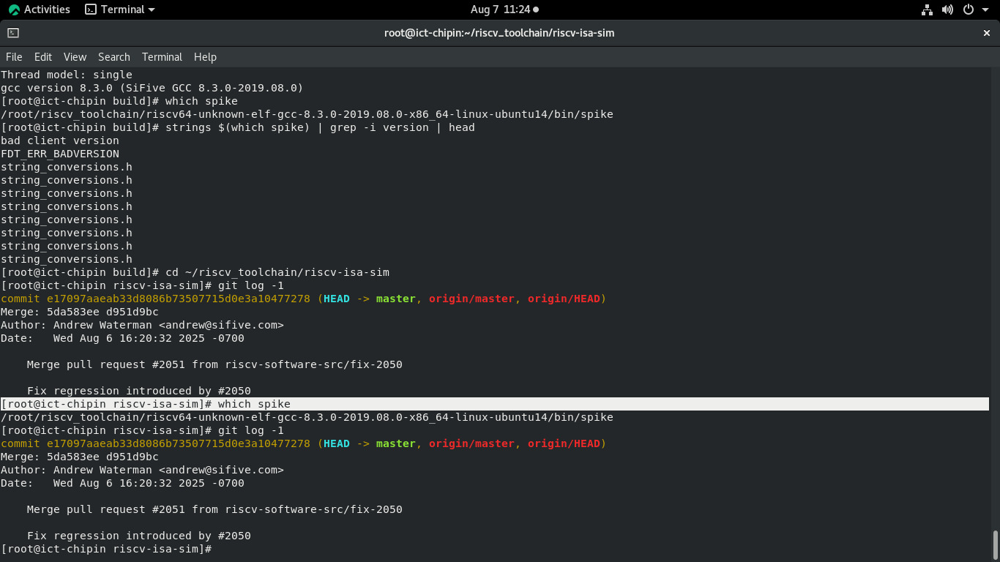 Activities Terminal Aug 7 11:24
root@ict-chipin:~/riscv_toolchain/riscv-isa-sim
File Edit View Search Terminal Help
Thread model: single
gcc version 8.3.0 (SiFive GCC 8.3.0-2019.08.0)
[root@ict-chipin build]# which spike
/root/riscv_toolchain/riscv64-unknown-elf-gcc-8.3.0-2019.08.0-x86_64-linux-ubuntu14/bin/spike
[root@ict-chipin build]# strings $(which spike) | grep -i version | head
bad client version
FDT_ERR_BADVERSION
string_conversions.h
string_conversions.h
string_conversions.h
string_conversions.h
string_conversions.h
string_conversions.h
string_conversions.h
string_conversions.h
[root@ict-chipin build]# cd ~/riscv_toolchain/riscv-isa-sim
[root@ict-chipin riscv-isa-sim]# git log -1
commit e17097aaeab33d8086b73507715d0e3a10477278 (HEAD -> master, origin/master, origin/HEAD)
Merge: 5da583ee d951d9bc
Author: Andrew Waterman <andrew@sifive.com>
Date:   Wed Aug 6 16:20:32 2025 -0700
    Merge pull request #2051 from riscv-software-src/fix-2050
    Fix regression introduced by #2050
[root@ict-chipin riscv-isa-sim]# which spike
/root/riscv_toolchain/riscv64-unknown-elf-gcc-8.3.0-2019.08.0-x86_64-linux-ubuntu14/bin/spike
[root@ict-chipin riscv-isa-sim]# git log -1
commit e17097aaeab33d8086b73507715d0e3a10477278 (HEAD -> master, origin/master, origin/HEAD)
Merge: 5da583ee d951d9bc
Author: Andrew Waterman <andrew@sifive.com>
Date:   Wed Aug 6 16:20:32 2025 -0700
    Merge pull request #2051 from riscv-software-src/fix-2050
    Fix regression introduced by #2050
[root@ict-chipin riscv-isa-sim]#